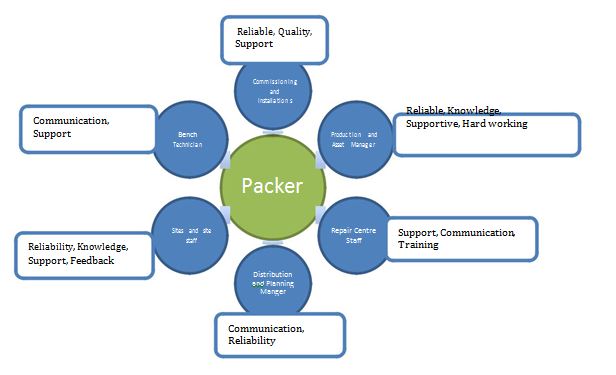 Reliable, Quality,
Support
Commissioning
and
Installations
Reliable, Knowledge,
Supportive, Hard working
Production and
Asset Manager
Support, Communication,
Training
Repair Centre
Staff
Communication,
Reliability
Distribution
and Planning
Manger
Reliability, Knowledge,
Support, Feedback
Sites and site
staff
Communication,
Support
Bench
Technician
Packer